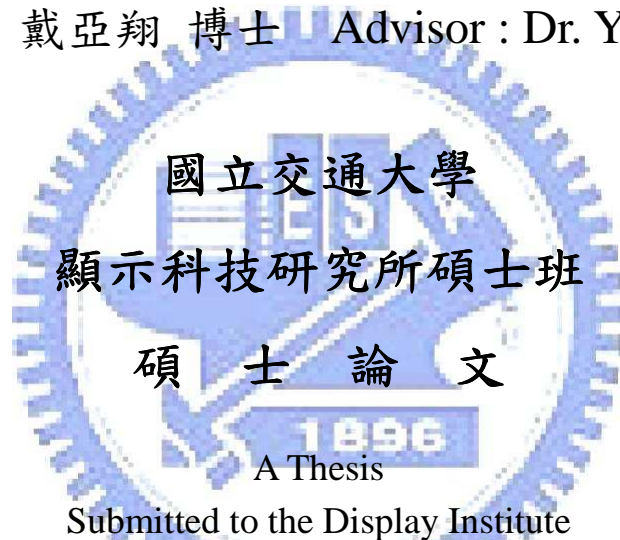 戴亞翔 博士 Advisor : Dr. Y
國立交通大學
顯示科技研究所碩士班
碩 士 論 文
1896
A Thesis
Submitted to the Display Institute